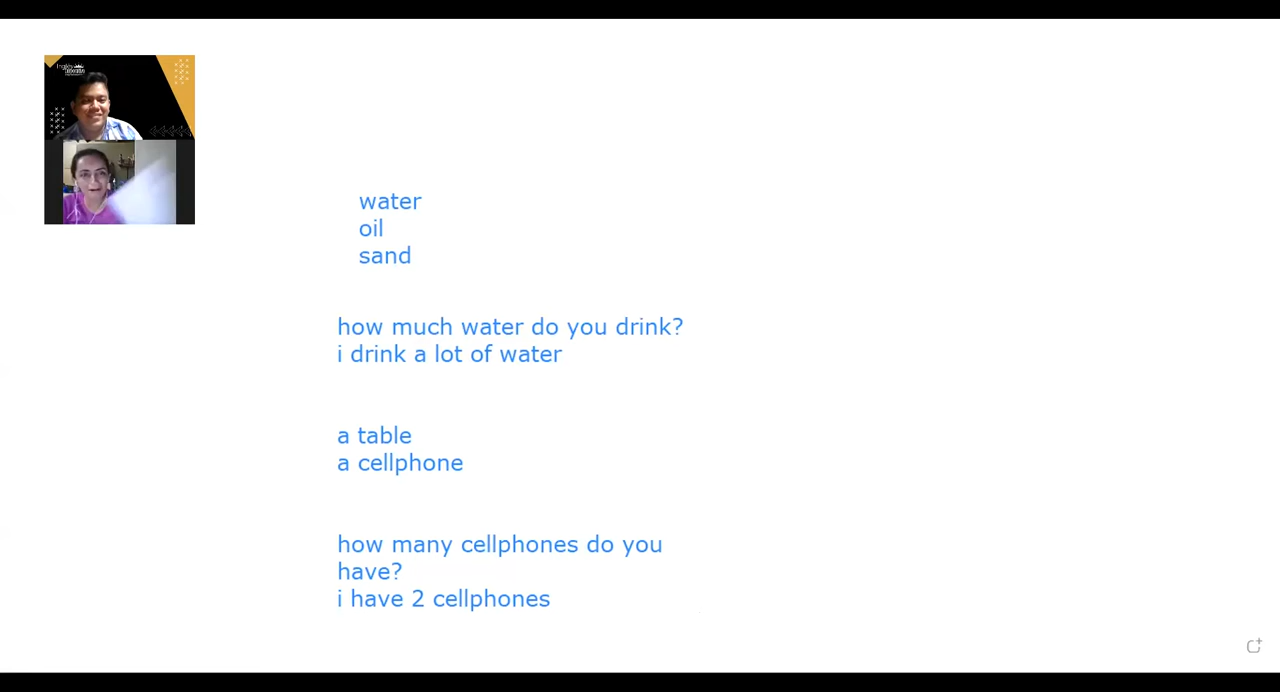 water
oil
sand
how much water do you drink?
i drink a lot of water
a table
a cellphone
how many cellphones do you
have?
i have 2 cellphones